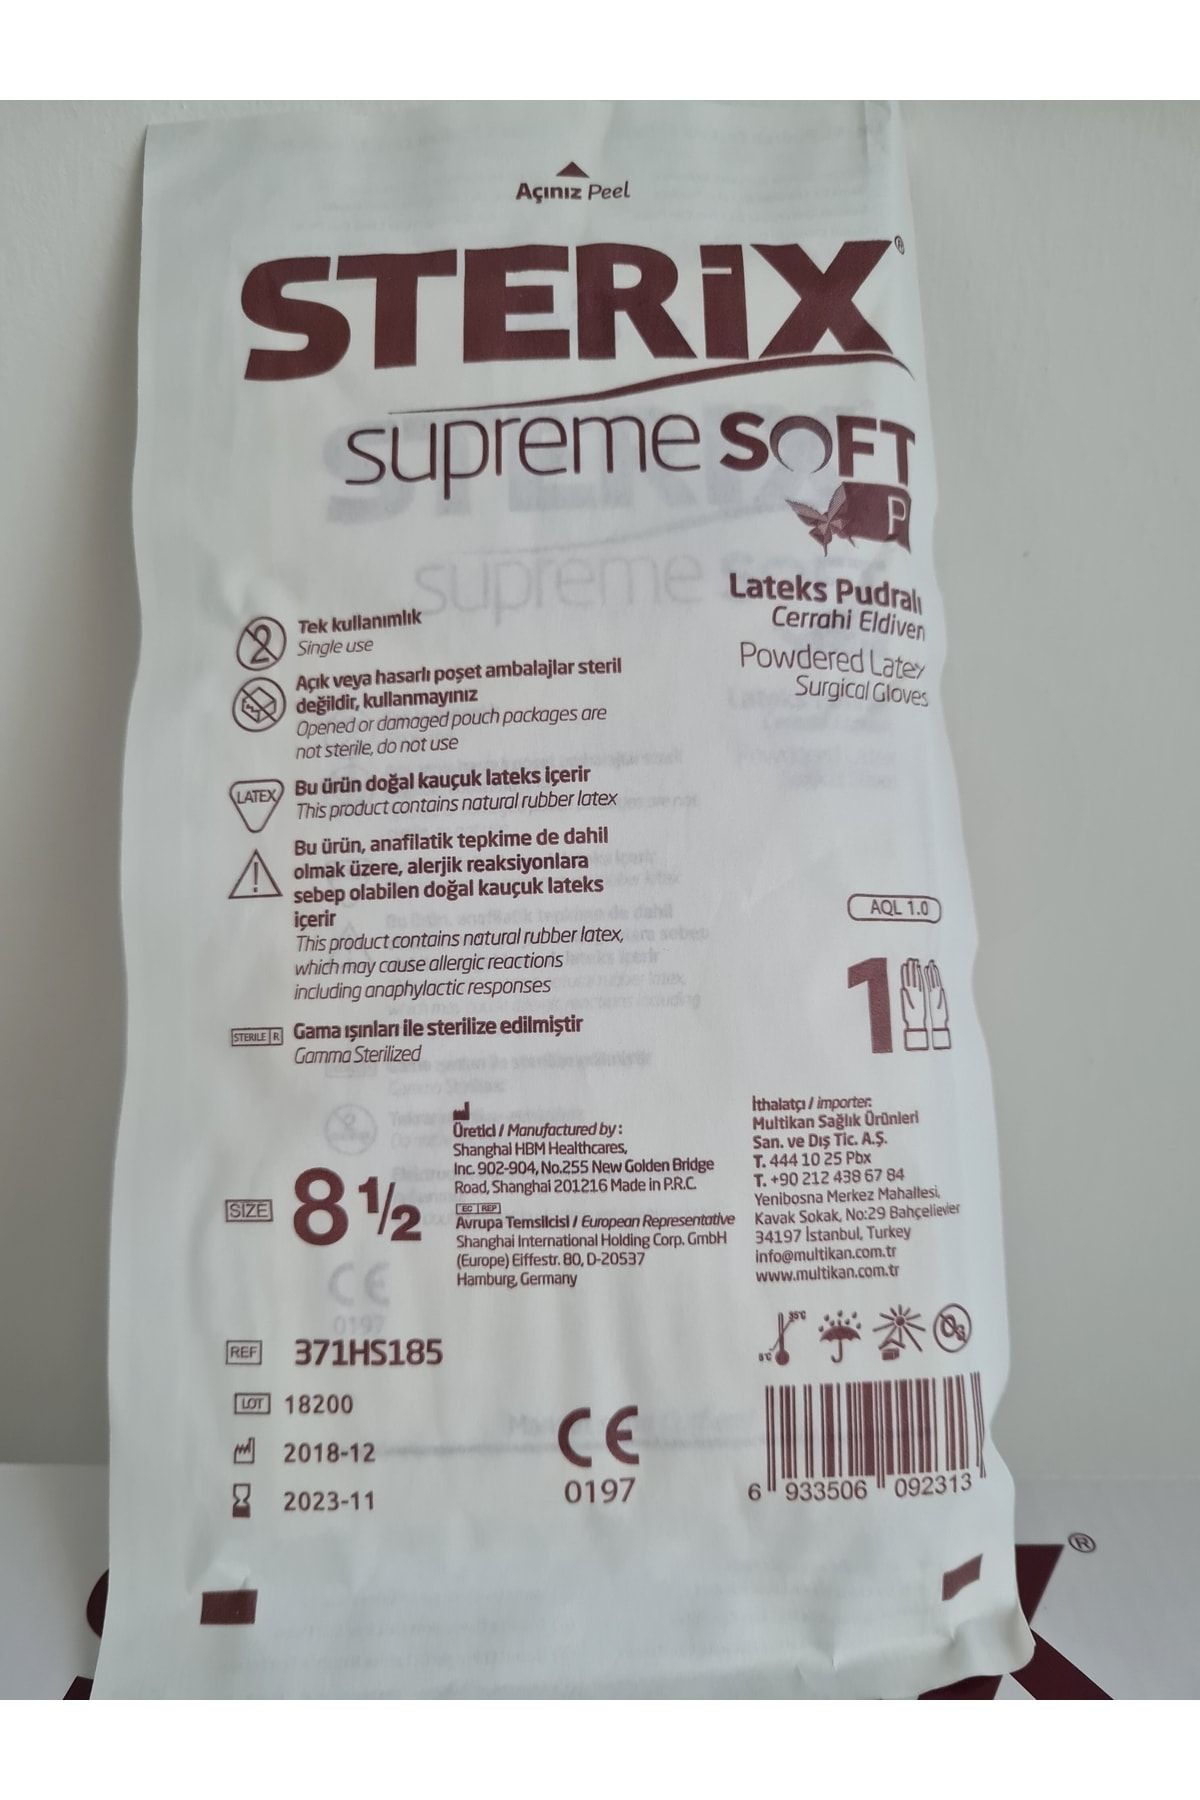 Açınız Peel
STERiX®
supreme SOFT
P
Lateks Pudralı
Cerrahi Eldiven
Powdered Latex
Surgical Gloves
2
Tek kullanımlık
Single use
Açık veya hasarlı poşet ambalajlar steril
değildir, kullanmayınız
Opened or damaged pouch packages are
not sterile, do not use
LATEX
Bu ürün doğal kauçuk lateks içerir
This product contains natural rubber latex
Bu ürün, anafilatik tepkime de dahil
olmak üzere, alerjik reaksiyonlara
sebep olabilen doğal kauçuk lateks
içerir
This product contains natural rubber latex,
which may cause allergic reactions
including anaphylactic responses
STERILE R
Gama ışınları ile sterilize edilmiştir
Gamma Sterilized
AQL 1.0
1
Üretici / Manufactured by:
Shanghai HBM Healthcares,
Inc. 902-904, No.255 New Golden Bridge
Road, Shanghai 201216 Made in P.R.C.
EC REP
Avrupa Temsilcisi / European Representative
Shanghai International Holding Corp. GmbH
(Europe) Eiffestr. 80, D-20537
Hamburg, Germany
İthalatçı / importer:
Multikan Sağlık Ürünleri
San. ve Dış Tic. A.Ş.
T. 444 10 25 Pbx
T. +90 212 438 67 84
Yenibosna Merkez Mahallesi,
Kavak Sokak, No:29 Bahçelievler
34197 İstanbul, Turkey
info@multikan.com.tr
www.multikan.com.tr
SIZE
8 1/2
35°C
5°C
O3
REF
371HS185
LOT
18200
2018-12
2023-11
CE
0197
6 933506 092313
®